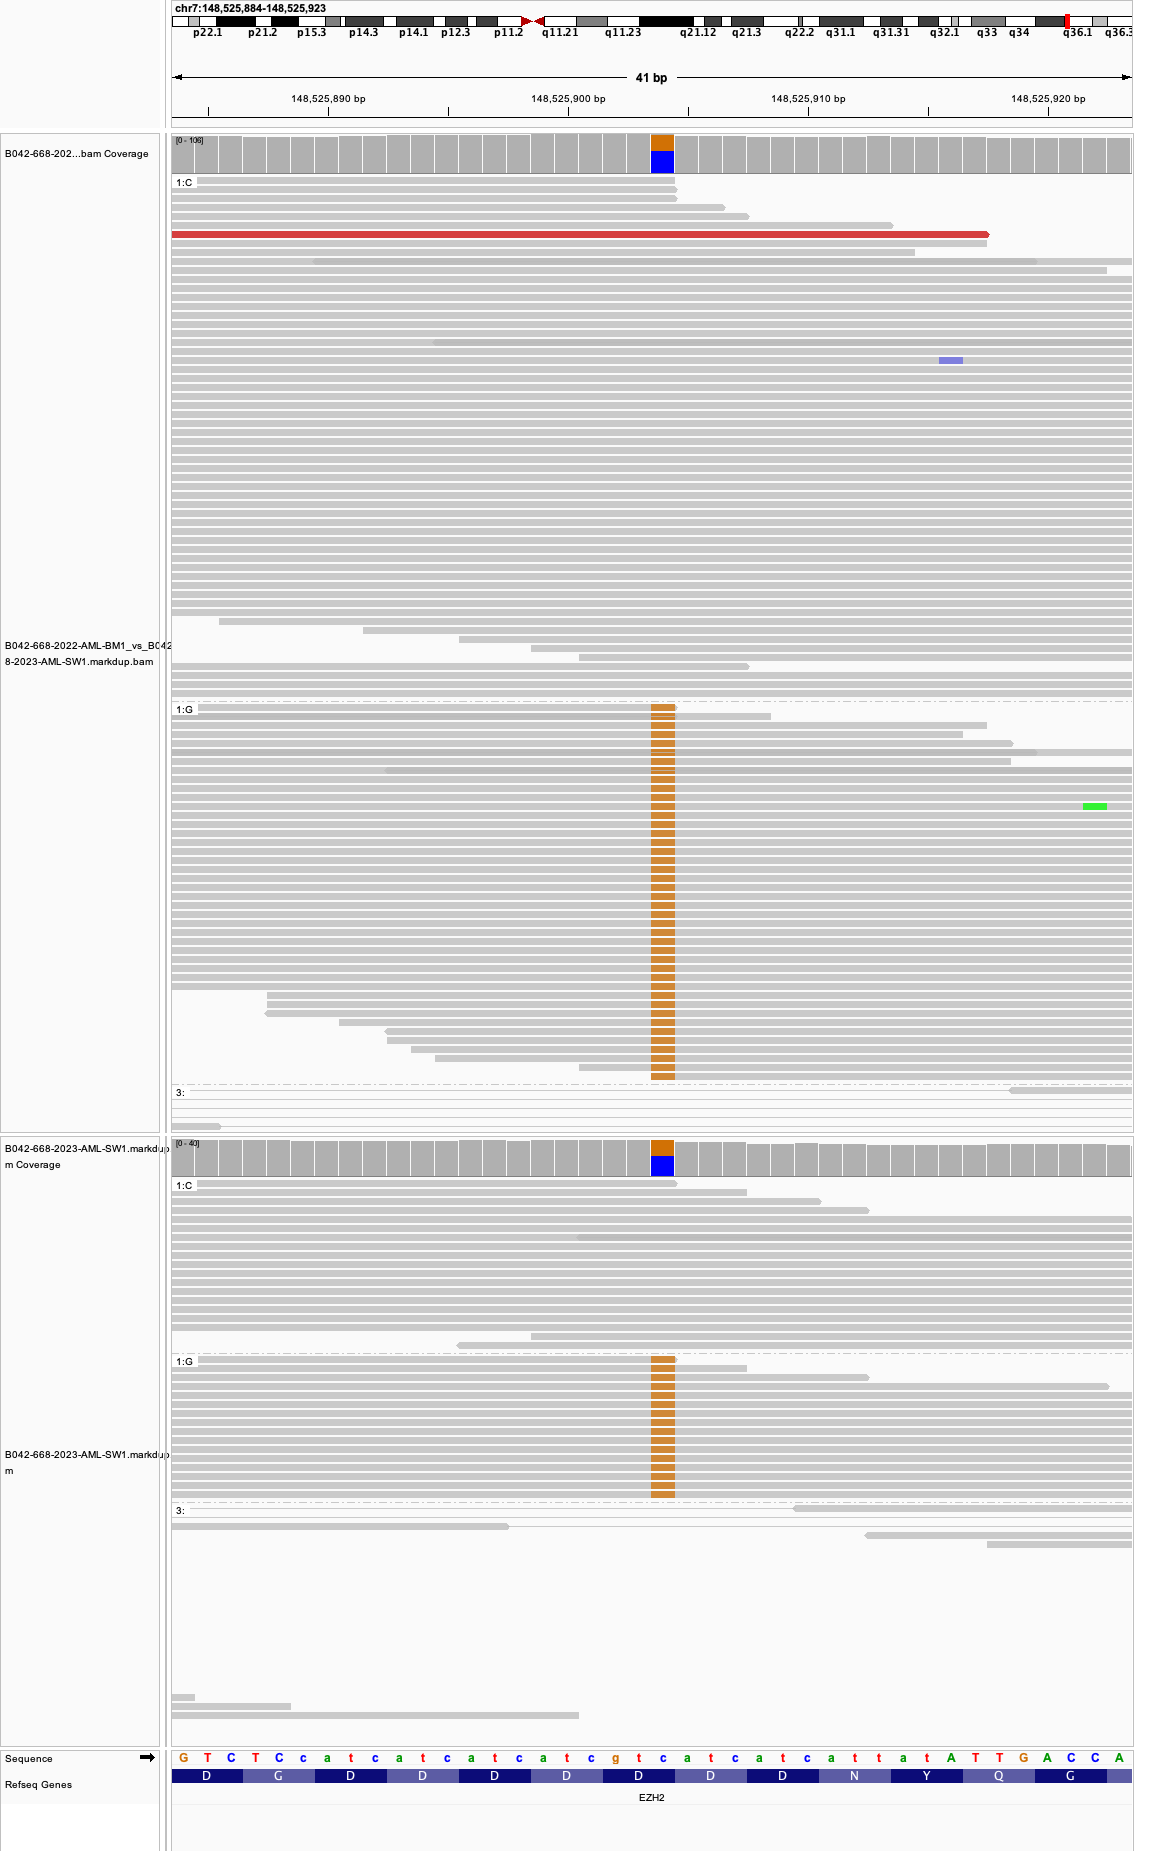 chr7:148,525,884-148,525,923
p22.1 p21.2 p15.3 p14.3 p14.1 p12.3 p11.2 q11.21 q11.23 q21.12 q21.3 q22.2 q31.1 q31.31 q32.1 q33 q34 q36.1 q36.3
41 bp
148,525,890 bp 148,525,900 bp 148,525,910 bp 148,525,920 bp
[0 - 106]
B042-668-202...bam Coverage
1:C
B042-668-2022-AML-BM1_vs_B042
8-2023-AML-SW1.markdup.bam
1:G
3:
B042-668-2023-AML-SW1.markdup
m Coverage
[0 - 40]
1:C
1:G
B042-668-2023-AML-SW1.markdup
m
3:
Sequence
G T C T C c a t c a t c a t c a t c g t c a t c a t c a t t a t A T T G A C C A
Refseq Genes
D G D D D D D D D N Y Q G
EZH2